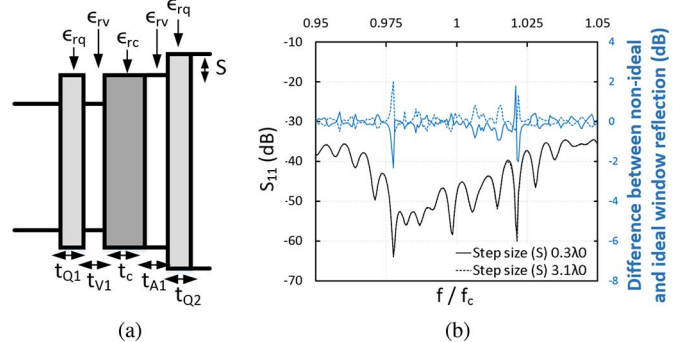 ϵrq
ϵrv
ϵrc
ϵrv
ϵrq
S
tQ1
tV1
tc
tA1
tQ2
(a)
0.95 0.975 1 1.025 1.05
-10
-20
-30
-40
-50
-60
-70
S11 (dB)
4
2
0
-2
-4
-6
-8
Difference between non-ideal
and ideal window reflection (dB)
Step size (S) 0.3λ0
Step size (S) 3.1λ0
f / fc
(b)